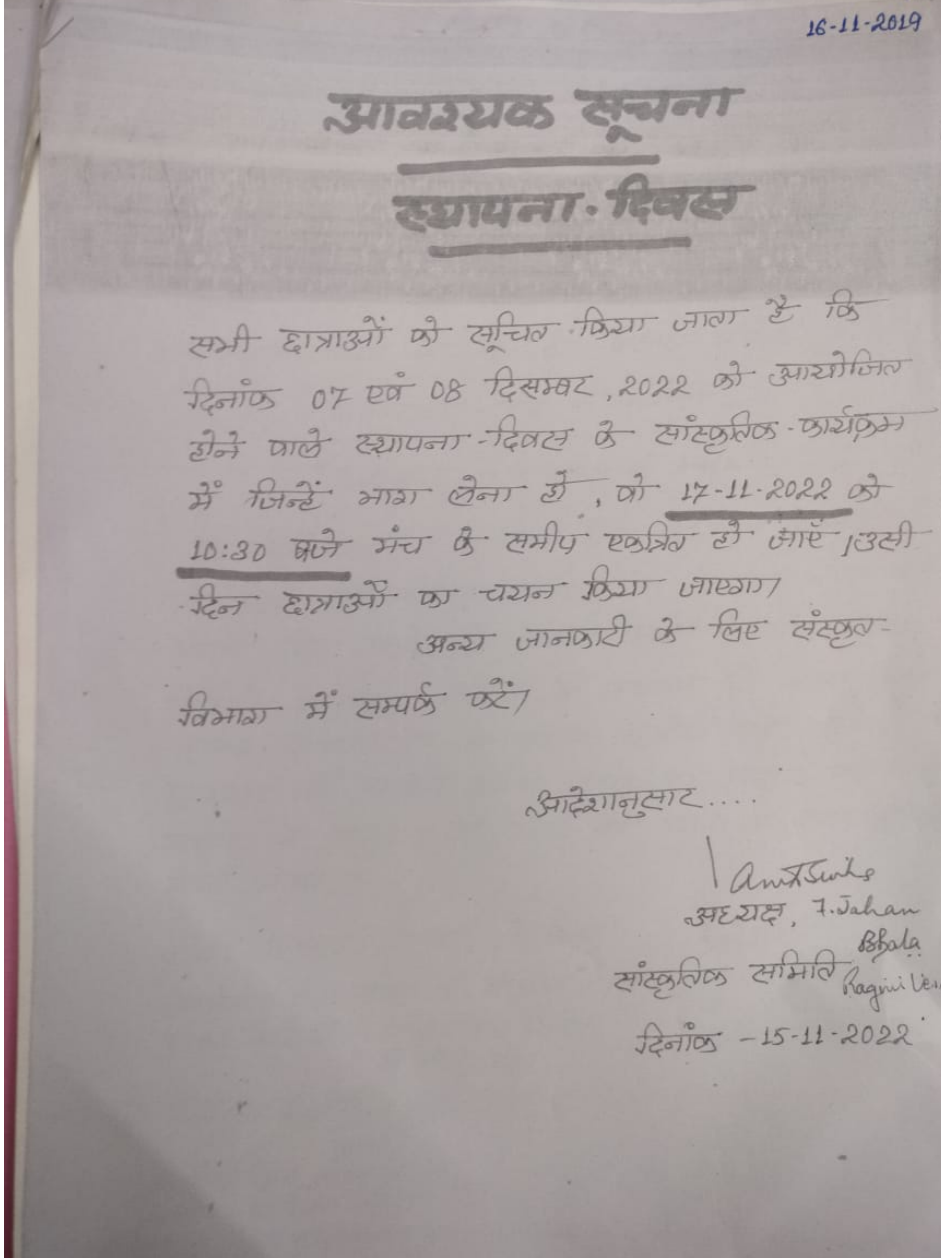 16-11-2019
आवश्यक सूचना
स्थापना-दिवस
सभी छात्राओं को सूचित किया जाता है कि
दिनांक 07 एवं 08 दिसम्बर, 2022 को आयोजित
होने वाले स्थापना-दिवस के सांस्कृतिक-कार्यक्रम
में जिन्हें भाग लेना हो, वो 17-11-2022 को
10:30 बजे मंच के समीप एकत्रित हो जाएँ। उसी
दिन छात्राओं का चयन किया जाएगा।
अन्य जानकारी के लिए संस्कृत-
विभाग में सम्पर्क करें।
आदेशानुसार....
अध्यक्ष, F. Jahan
BBala
सांस्कृतिक समिति Ragini
दिनांक -15-11-2022